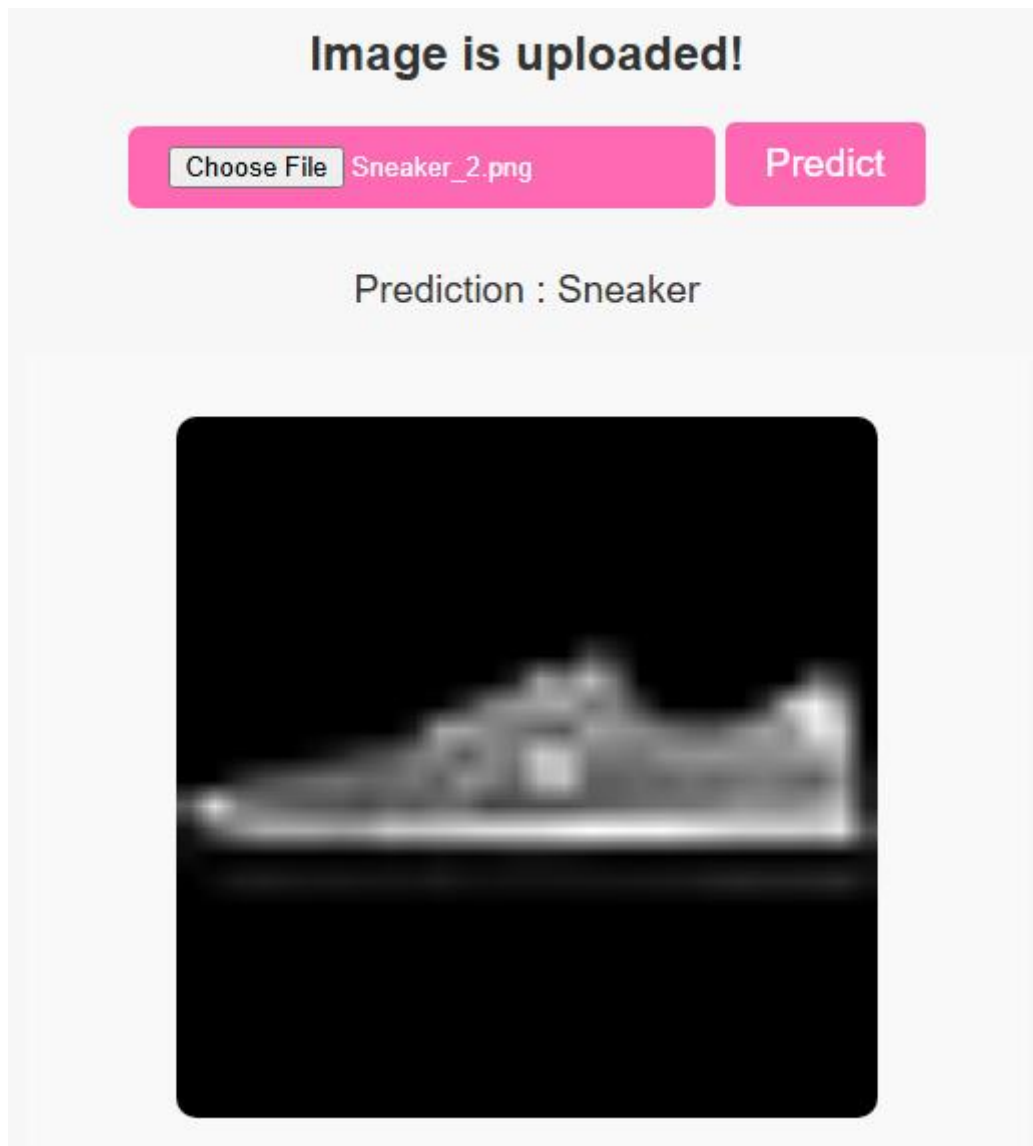 Image is uploaded!
Choose File Sneaker_2.png Predict
Prediction : Sneaker